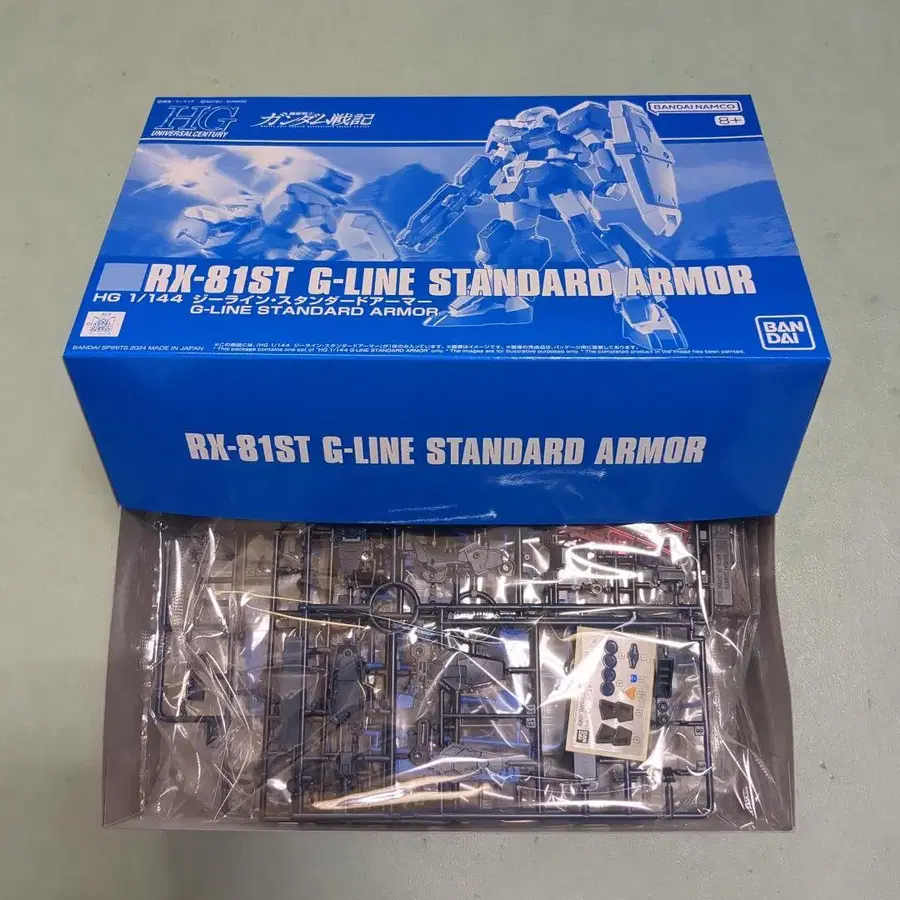 HG
UNIVERSAL CENTURY
ガンダム戦記
BANDAI NAMCO
8+
RX-81ST G-LINE STANDARD ARMOR
HG 1/144 ジーライン・スタンダードアーマー
G-LINE STANDARD ARMOR
BANDAI SPIRITS 2024 MADE IN JAPAN
BAN
DAI
RX-81ST G-LINE STANDARD ARMOR